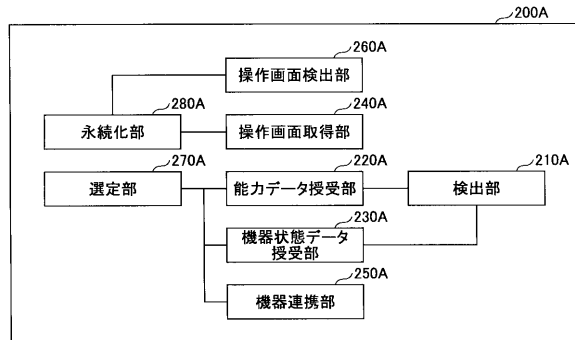 200A
260A
操作画面検出部
280A
240A
永続化部
操作画面取得部
270A
220A
210A
選定部
能力データ授受部
検出部
230A
機器状態データ
授受部
250A
機器連携部